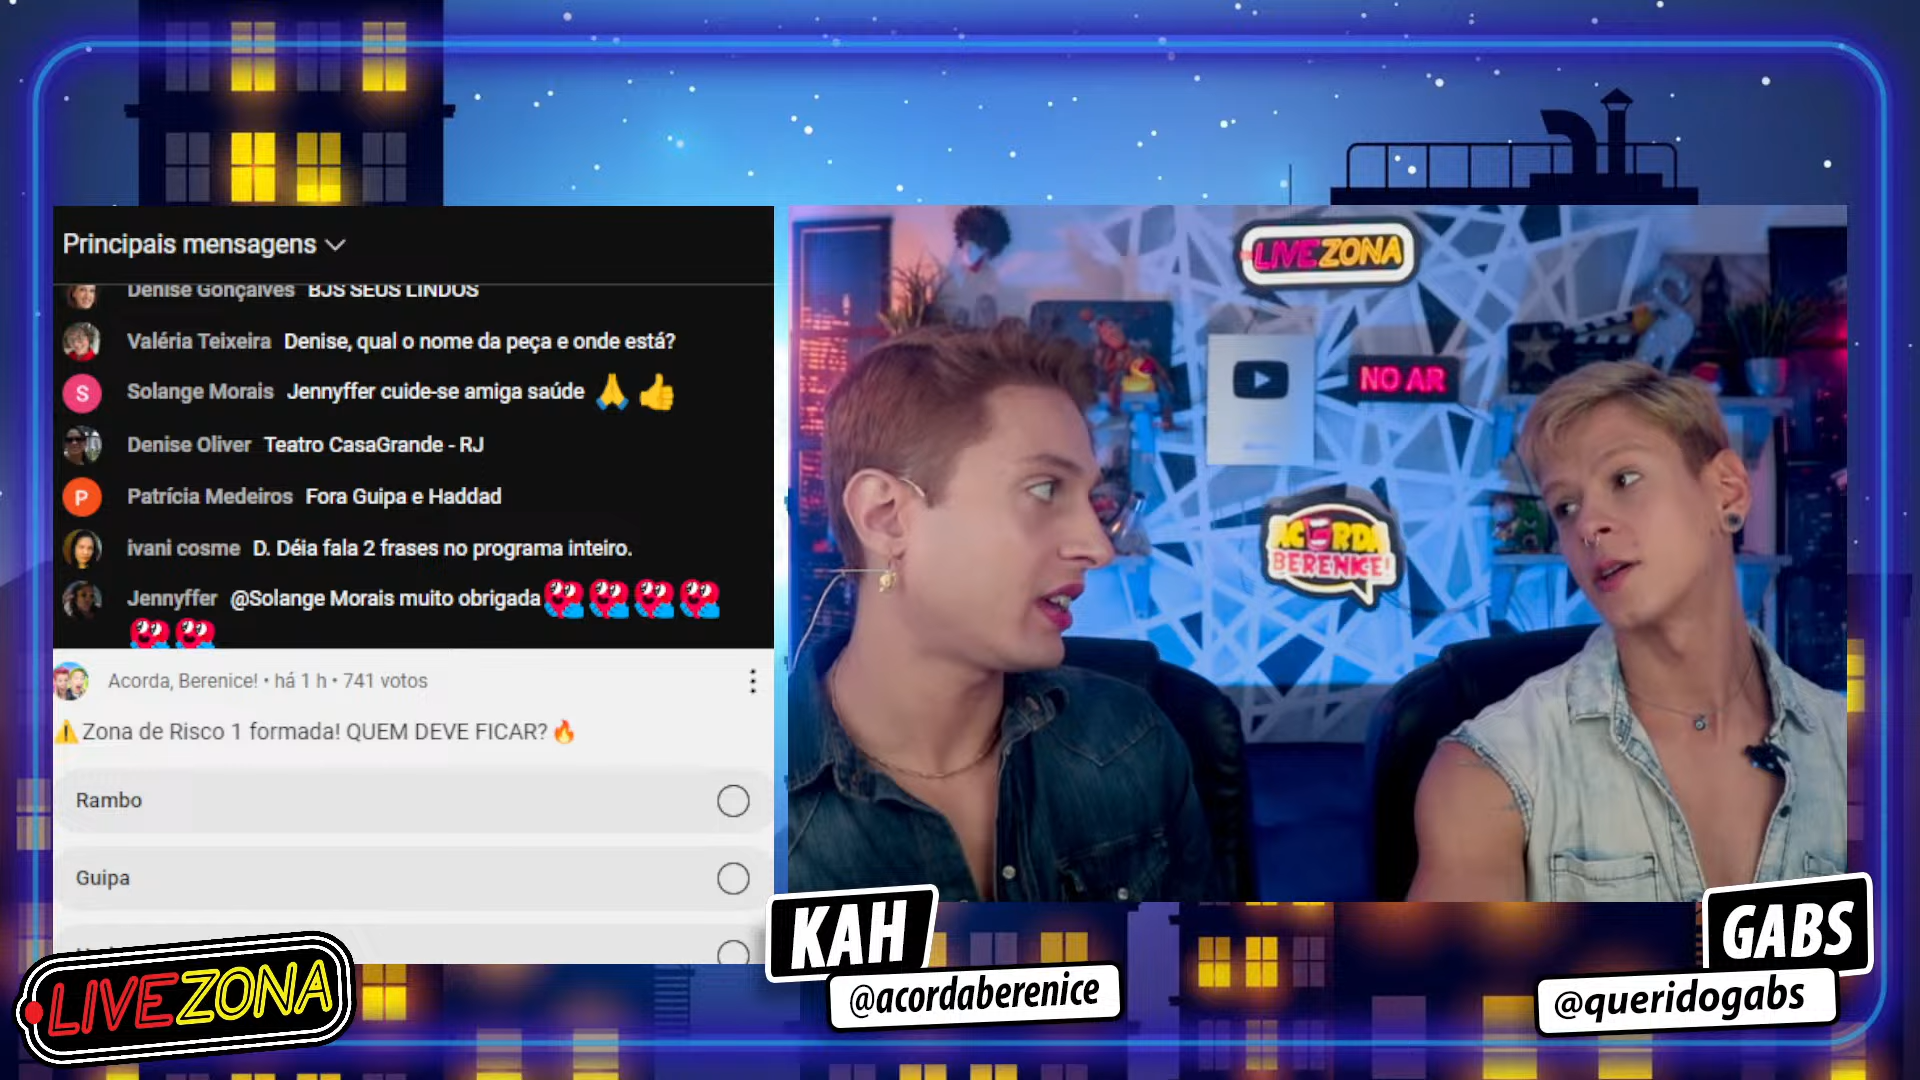 Principais mensagens
Denise Gonçalves BJS SEUS LINDOS
Valéria Teixeira Denise, qual o nome da peça e onde está?
S Solange Morais Jennyffer cuide-se amiga saúde
Denise Oliver Teatro CasaGrande - RJ
P Patrícia Medeiros Fora Guipa e Haddad
ivani cosme D. Déia fala 2 frases no programa inteiro.
Jennyffer @Solange Morais muito obrigada
Acorda, Berenice! • há 1 h • 741 votos
Zona de Risco 1 formada! QUEM DEVE FICAR?
Rambo
Guipa
LIVEZONA
LIVEZONA
NO AR
ACORDA
BERENICE!
KAH
@acordaberenice
GABS
@queridogabs